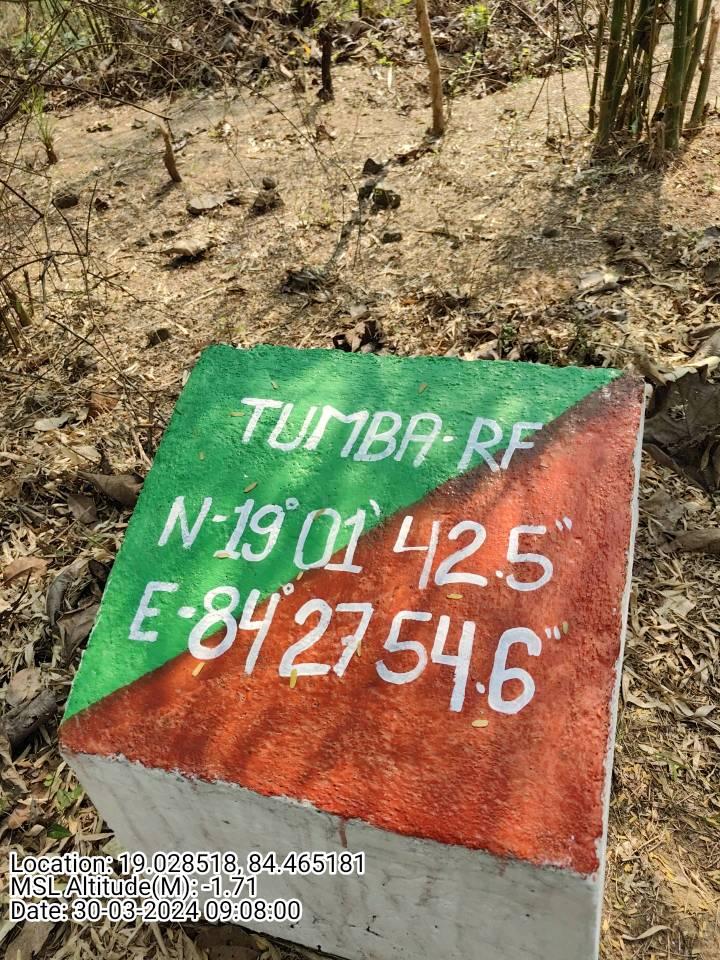 TUMBA-RF
N-19° 01' 42.5"
E-84° 27 54.6"
Location: 19.028518, 84.465181
MSL Altitude(M): -1.71
Date: 30-03-2024 09:08:00